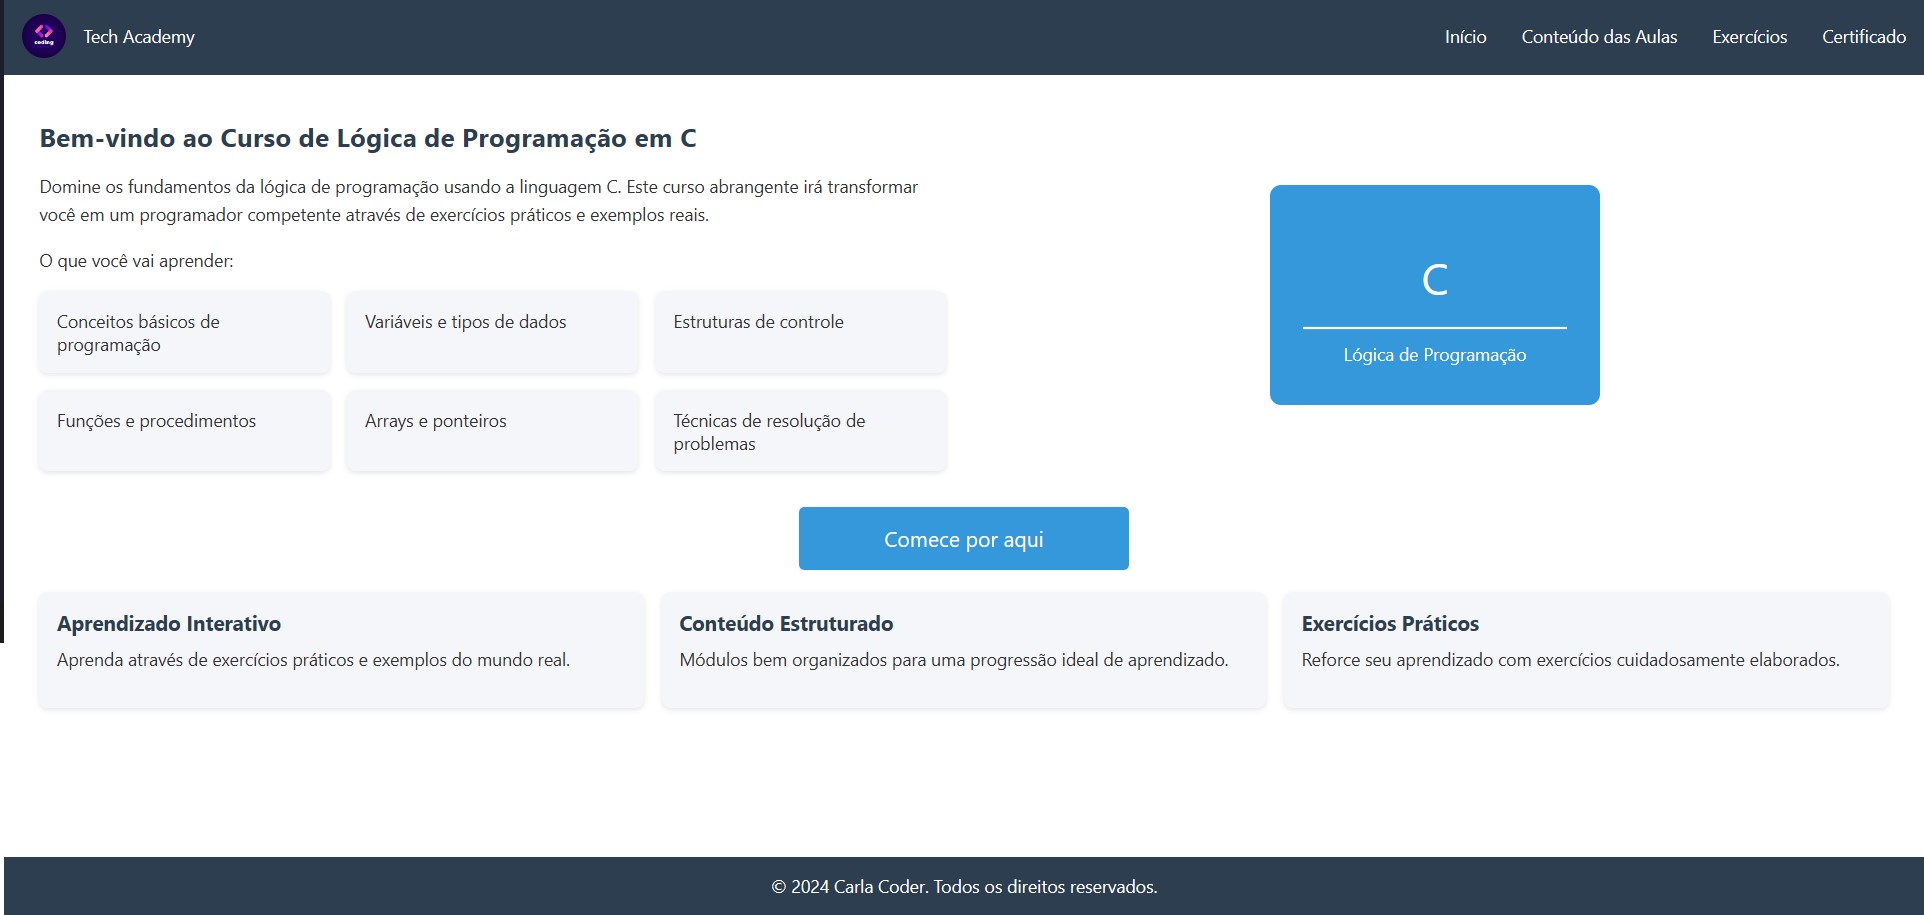 coding
Tech Academy
Início
Conteúdo das Aulas
Exercícios
Certificado
Bem-vindo ao Curso de Lógica de Programação em C
Domine os fundamentos da lógica de programação usando a linguagem C. Este curso abrangente irá transformar
você em um programador competente através de exercícios práticos e exemplos reais.
O que você vai aprender:
Conceitos básicos de
programação
Variáveis e tipos de dados
Estruturas de controle
Funções e procedimentos
Arrays e ponteiros
Técnicas de resolução de
problemas
C
Lógica de Programação
Comece por aqui
Aprendizado Interativo
Aprenda através de exercícios práticos e exemplos do mundo real.
Conteúdo Estruturado
Módulos bem organizados para uma progressão ideal de aprendizado.
Exercícios Práticos
Reforce seu aprendizado com exercícios cuidadosamente elaborados.
© 2024 Carla Coder. Todos os direitos reservados.